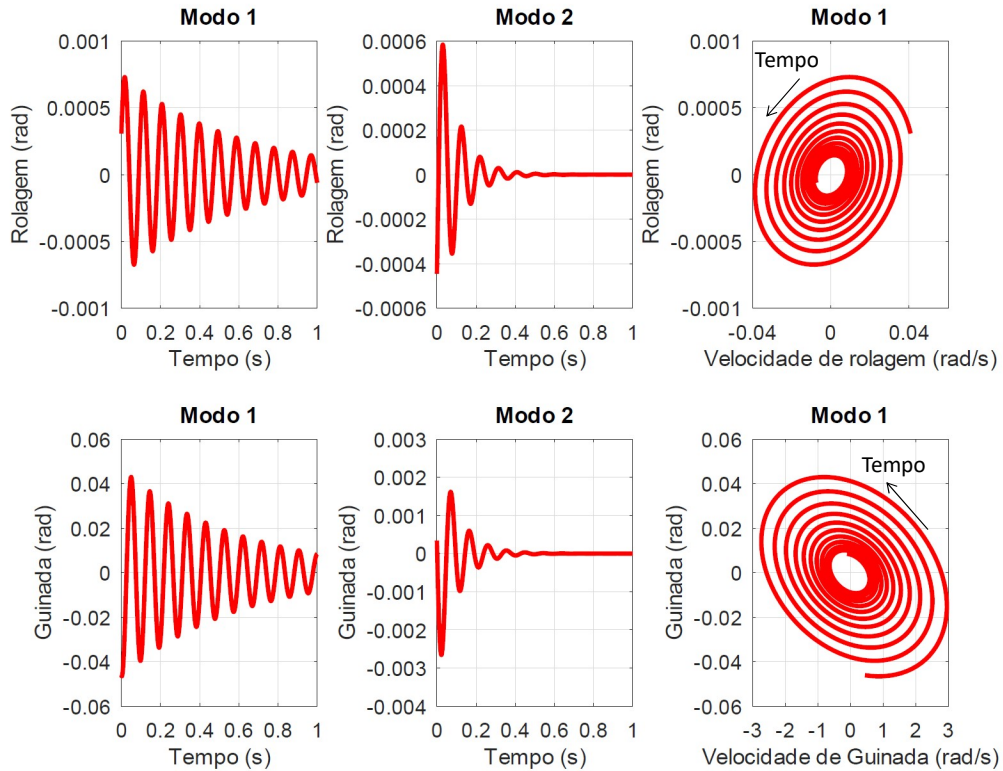 Modo 1
Rolagem (rad)
0.001
0.0005
0
-0.0005
-0.001
0 0.2 0.4 0.6 0.8 1
Tempo (s)
Modo 2
Rolagem (rad)
0.0006
0.0004
0.0002
0
-0.0002
-0.0004
-0.0006
0 0.2 0.4 0.6 0.8 1
Tempo (s)
Modo 1
Rolagem (rad)
0.001
0.0005
0
-0.0005
-0.001
Tempo
-0.04 0 0.04
Velocidade de rolagem (rad/s)
Modo 1
Guinada (rad)
0.06
0.04
0.02
0
-0.02
-0.04
-0.06
0 0.2 0.4 0.6 0.8 1
Tempo (s)
Modo 2
Guinada (rad)
0.003
0.002
0.001
0
-0.001
-0.002
-0.003
-0.004
0 0.2 0.4 0.6 0.8 1
Tempo (s)
Modo 1
Guinada (rad)
0.06
0.04
0.02
0
-0.02
-0.04
-0.06
Tempo
-3 -2 -1 0 1 2 3
Velocidade de Guinada (rad/s)